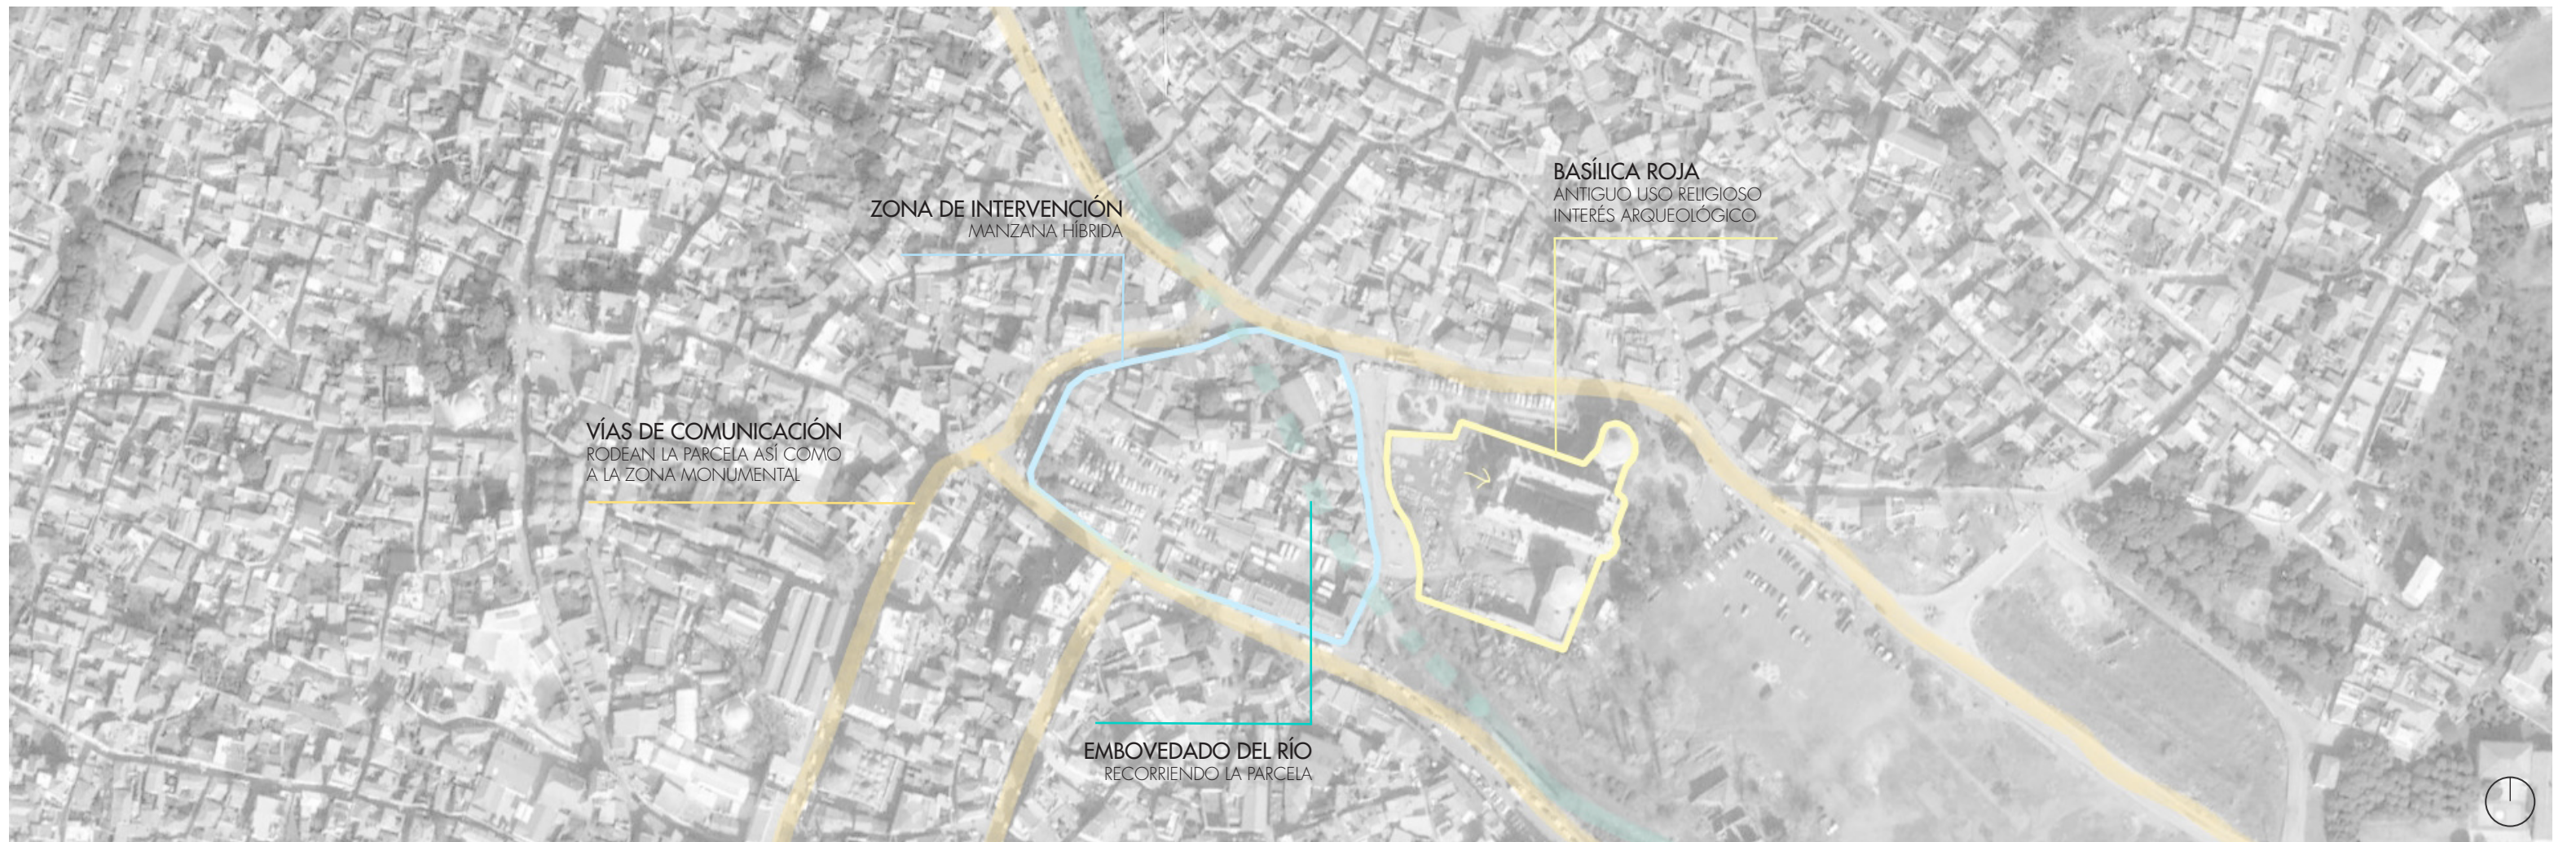 BASÍLICA ROJA
ANTIGUO USO RELIGIOSO
INTERÉS ARQUEOLÓGICO
ZONA DE INTERVENCIÓN
MANZANA HÍBRIDA
VÍAS DE COMUNICACIÓN
RODEAN LA PARCELA ASÍ COMO
A LA ZONA MONUMENTAL
EMBOVEDADO DEL RÍO
RECORRIENDO LA PARCELA